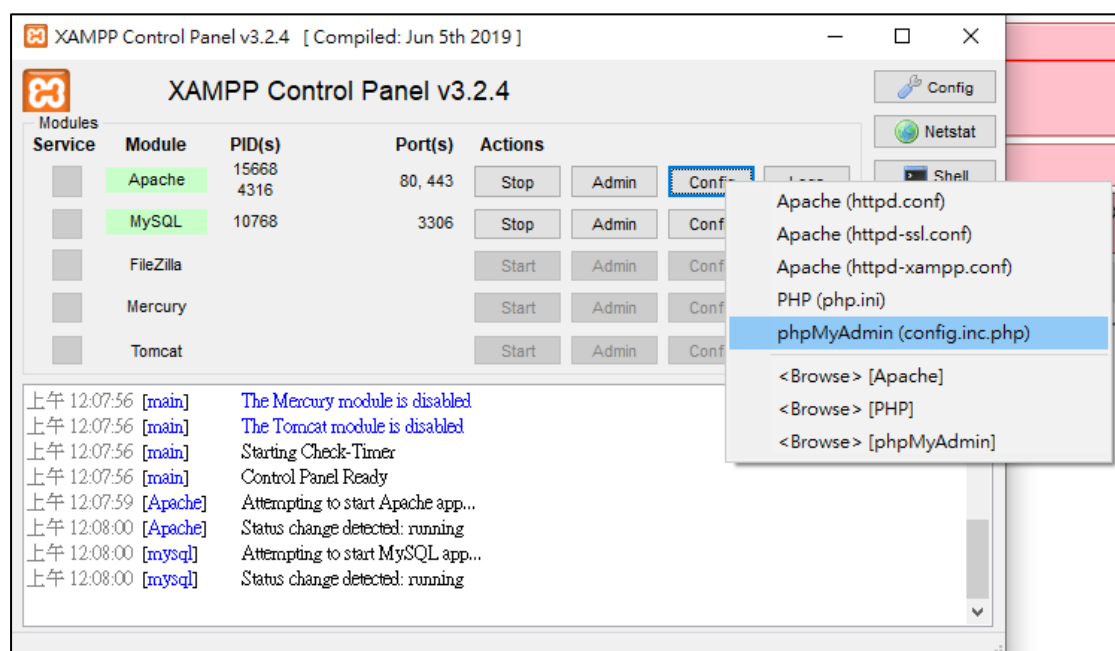 XAMPP Control Panel v3.2.4 [ Compiled: Jun 5th 2019 ]
XAMPP Control Panel v3.2.4
Config
Netstat
Shell
Modules
Service Module PID(s) Port(s) Actions
Apache 15668 4316 80, 443 Stop Admin Config Logs
MySQL 10768 3306 Stop Admin Conf
FileZilla Start Admin Conf
Mercury Start Admin Conf
Tomcat Start Admin Conf
Apache (httpd.conf)
Apache (httpd-ssl.conf)
Apache (httpd-xampp.conf)
PHP (php.ini)
phpMyAdmin (config.inc.php)
<Browse> [Apache]
<Browse> [PHP]
<Browse> [phpMyAdmin]
上午 12:07:56 [main] The Mercury module is disabled
上午 12:07:56 [main] The Tomcat module is disabled
上午 12:07:56 [main] Starting Check-Timer
上午 12:07:56 [main] Control Panel Ready
上午 12:07:59 [Apache] Attempting to start Apache app...
上午 12:08:00 [Apache] Status change detected: running
上午 12:08:00 [mysql] Attempting to start MySQL app...
上午 12:08:00 [mysql] Status change detected: running